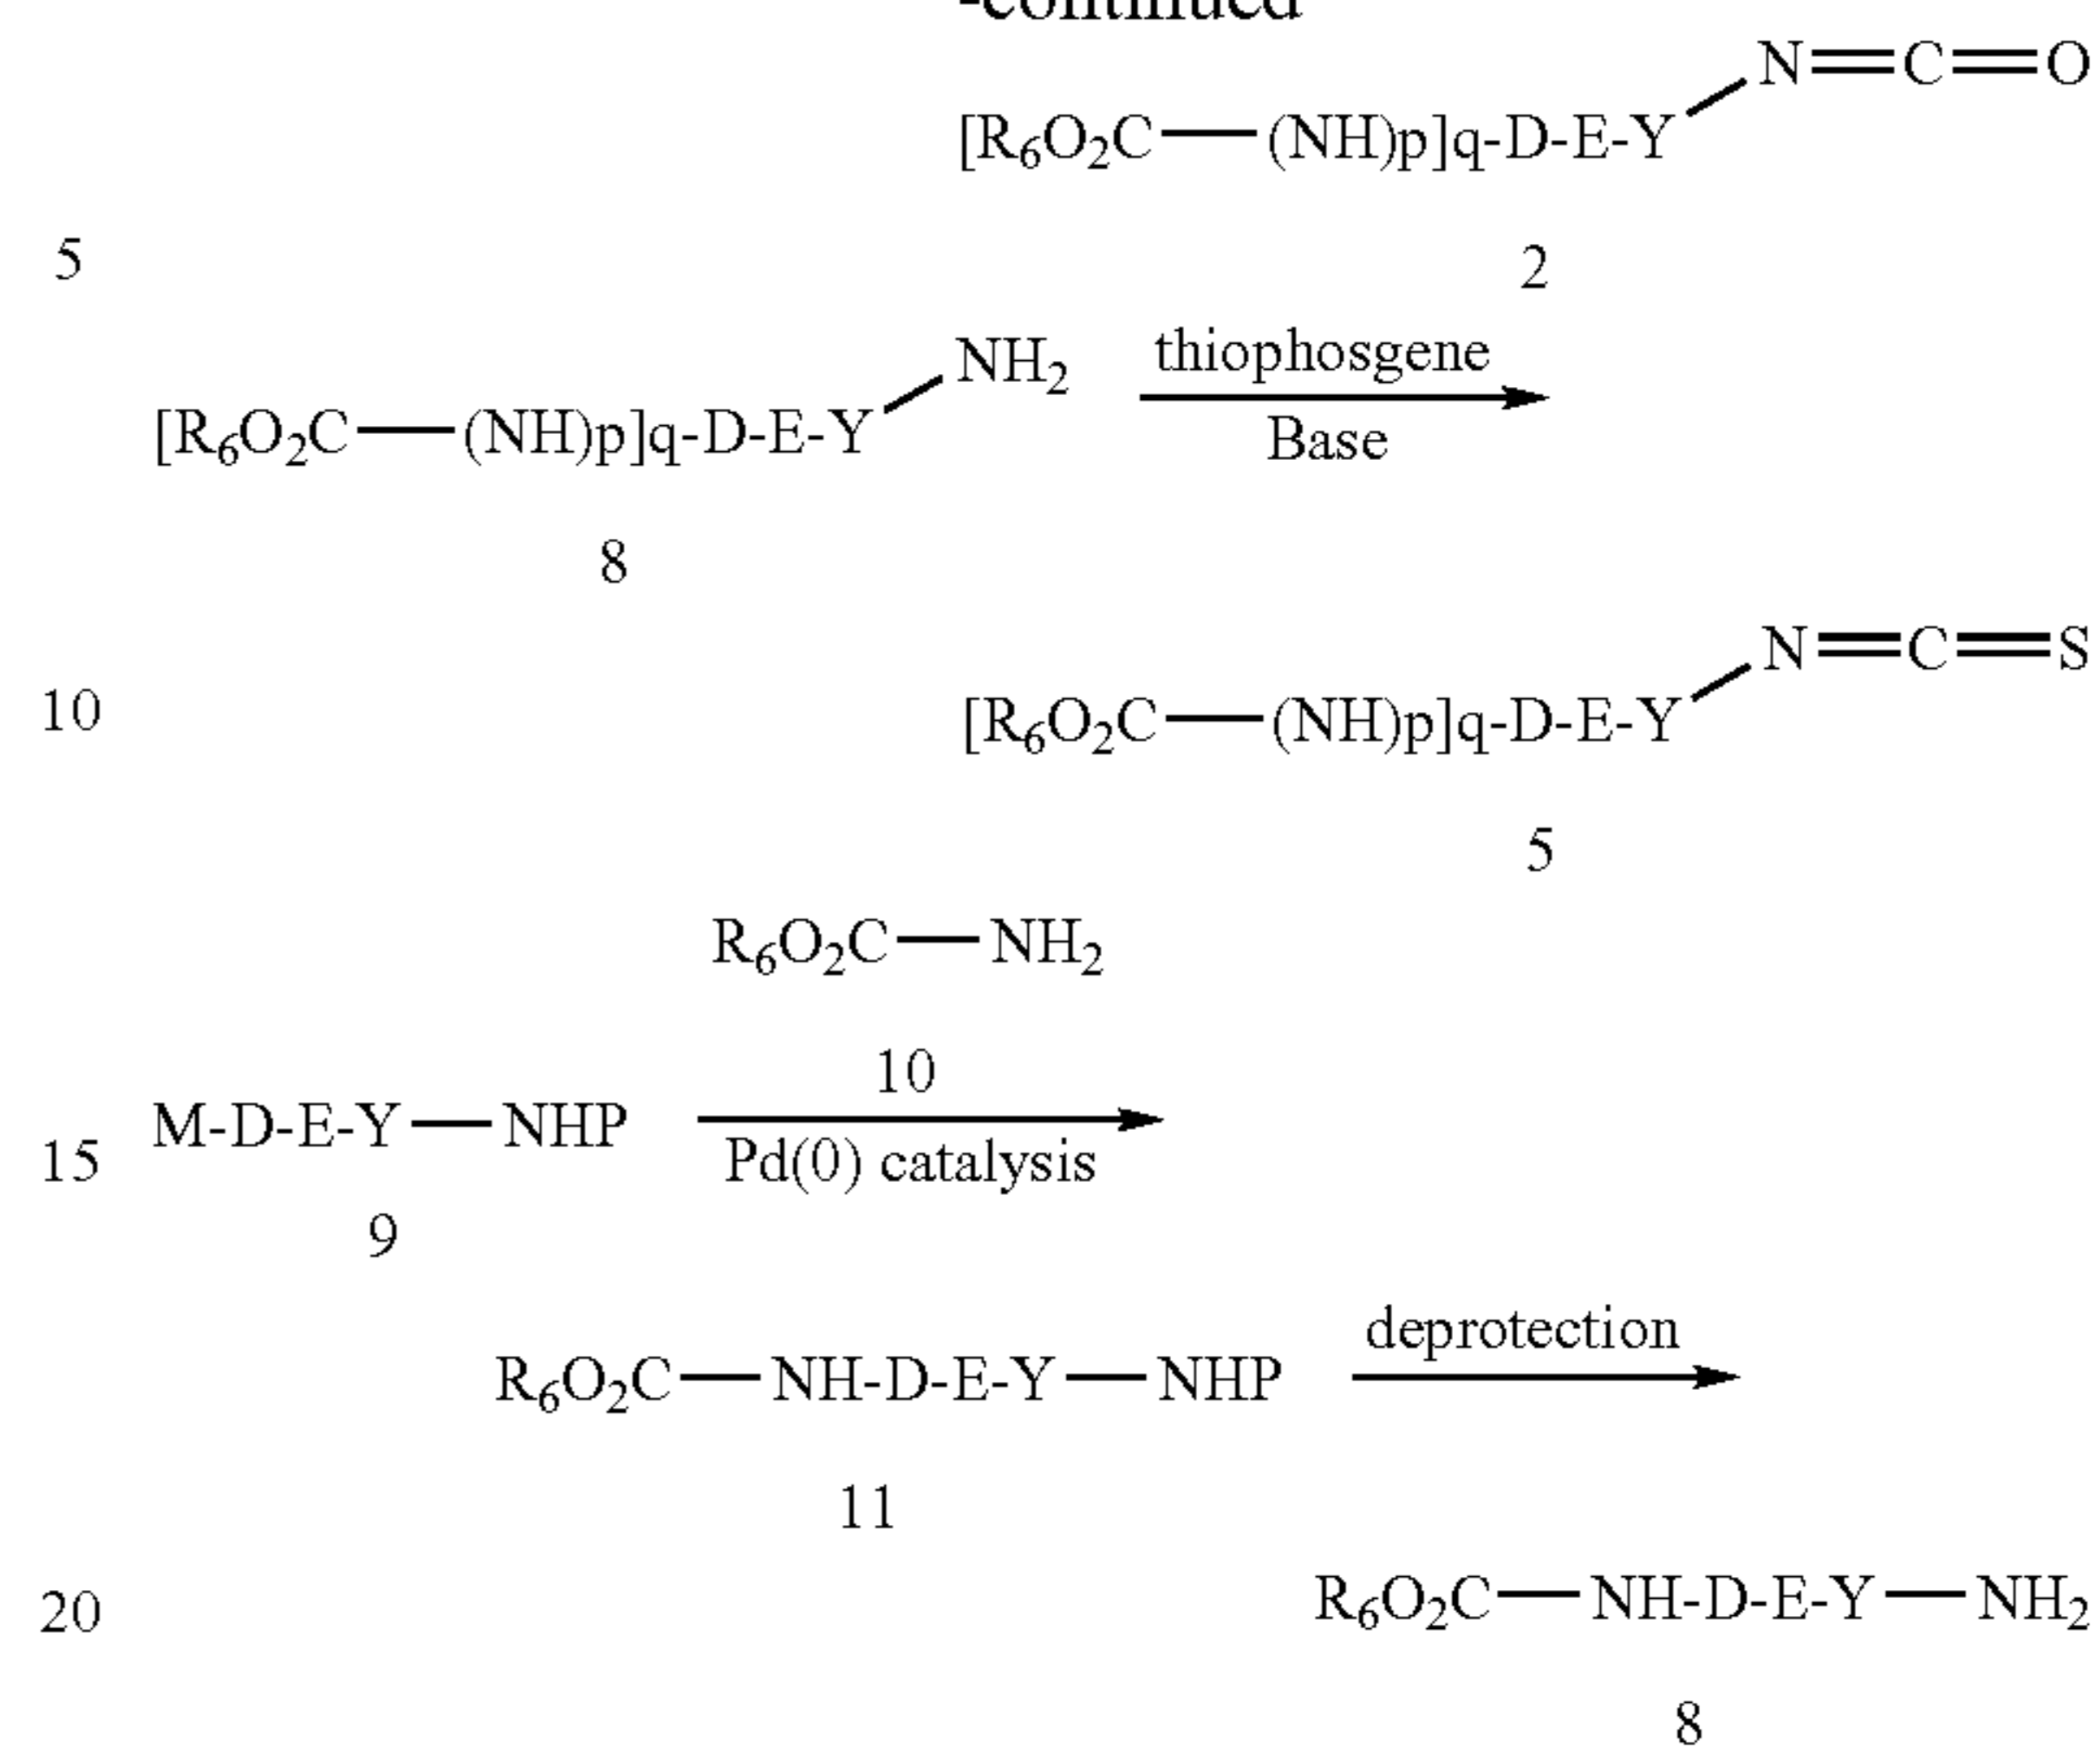 -continued
N=C=O
[R6O2C—(NH)p]q-D-E-Y
5
2
NH2
thiophosgene
[R6O2C—(NH)p]q-D-E-Y
Base
8
N=C=S
10
[R6O2C—(NH)p]q-D-E-Y
5
R6O2C—NH2
10
M-D-E-Y—NHP
15
Pd(0) catalysis
9
deprotection
R6O2C—NH-D-E-Y—NHP
11
20
R6O2C—NH-D-E-Y—NH2
8